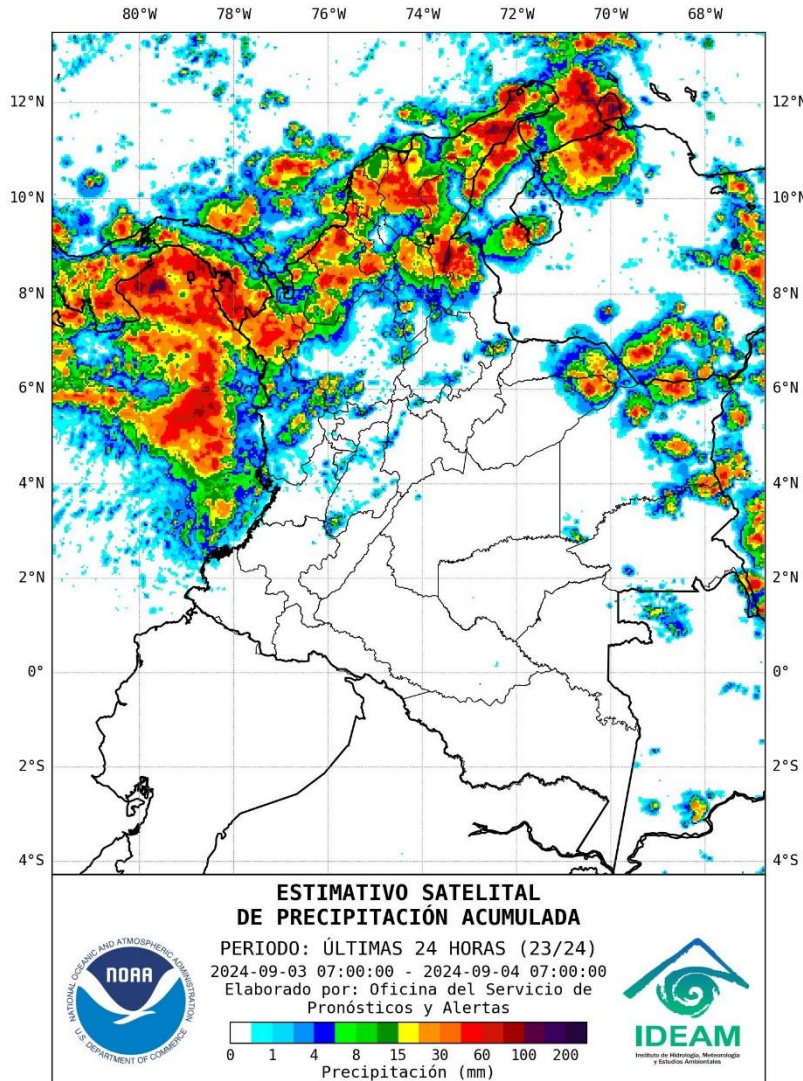 80°W 78°W 76°W 74°W 72°W 70°W 68°W
12°N 12°N
10°N 10°N
8°N 8°N
6°N 6°N
4°N 4°N
2°N 2°N
0° 0°
2°S 2°S
4°S 4°S
ESTIMATIVO SATELITAL
DE PRECIPITACIÓN ACUMULADA
PERIODO: ÚLTIMAS 24 HORAS (23/24)
2024-09-03 07:00:00 - 2024-09-04 07:00:00
Elaborado por: Oficina del Servicio de
Pronósticos y Alertas
0 1 4 8 15 30 60 100 200
Precipitación (mm)
NATIONAL OCEANIC AND ATMOSPHERIC ADMINISTRATION
NOAA
U.S. DEPARTMENT OF COMMERCE
IDEAM
Instituto de Hidrología, Meteorología
y Estudios Ambientales